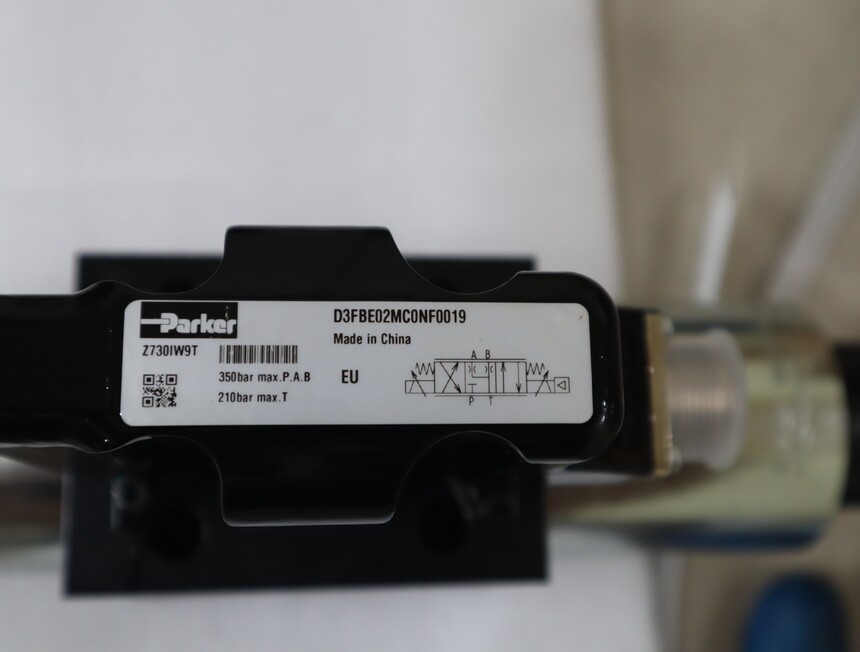 Parker
D3FBE02MC0NF0019
Made in China
Z730IW9T
350bar max.P.A.B
210bar max.T
EU
A B
P T